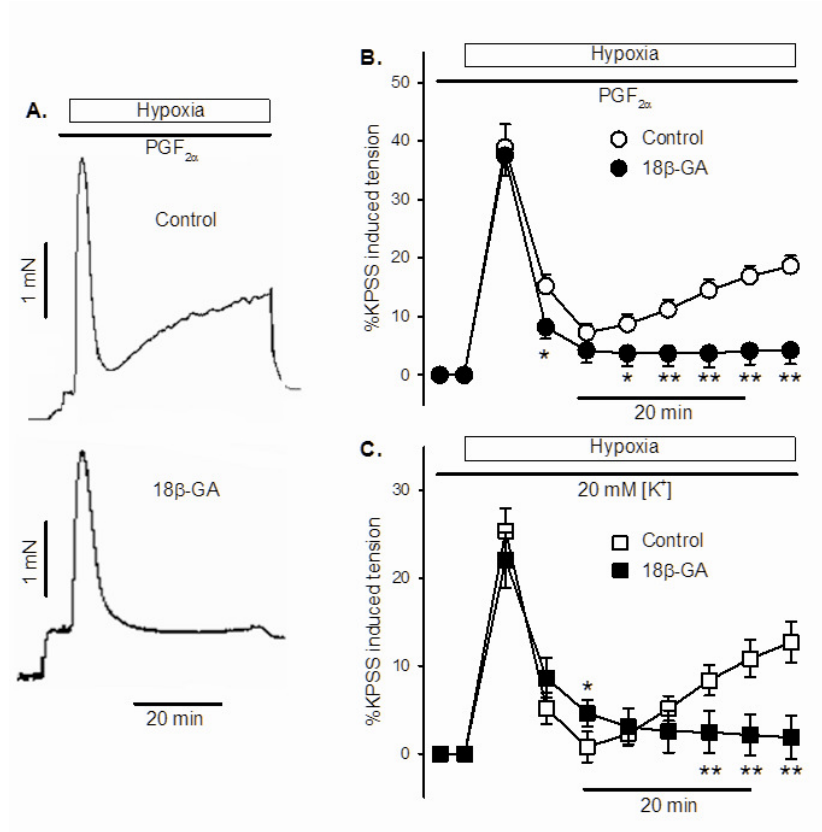 A.
Hypoxia
PGF2α
Control
1 mN
18β-GA
1 mN
20 min
B.
Hypoxia
PGF2α
Control
18β-GA
%KPSS induced tension
50
40
30
20
10
0
* * ** ** ** **
20 min
C.
Hypoxia
20 mM [K+]
Control
18β-GA
%KPSS induced tension
30
20
10
0
*
** ** **
20 min